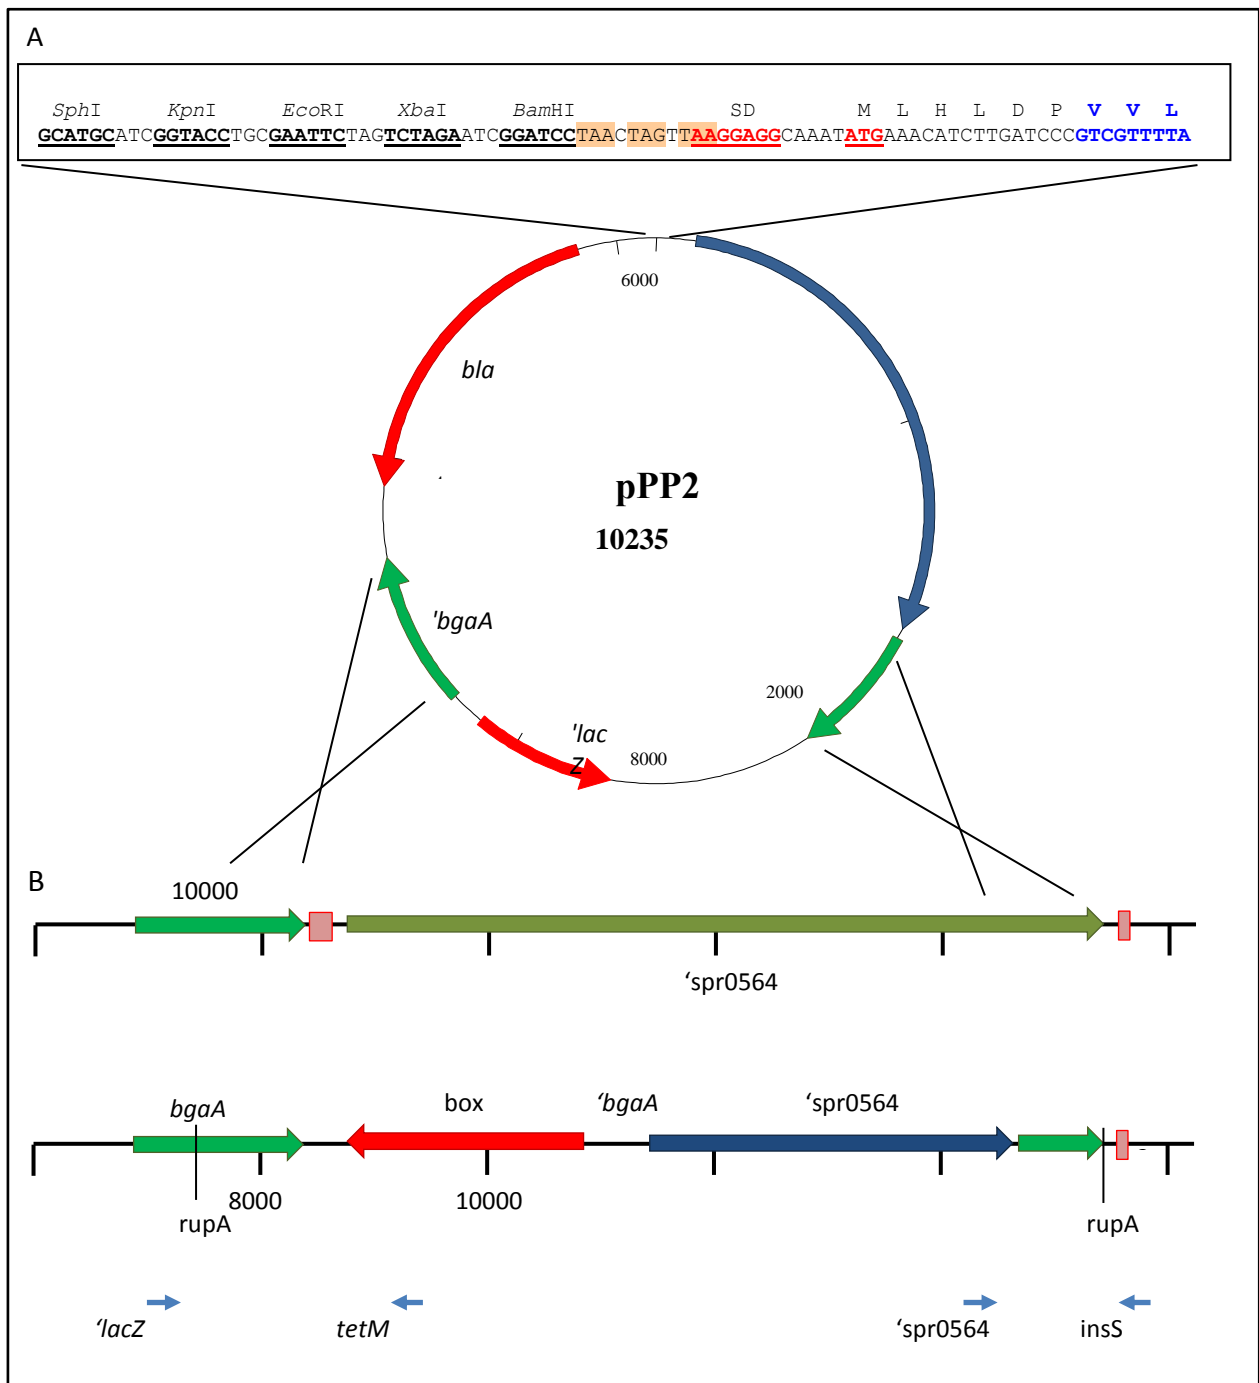 A
SphI KpnI EcoRI XbaI BamHI SD M L H L D P V V L
GCATGCATCGGTACCTGCGAATTCTAGTCTAGAATCGGATCCTAACTAGTTAAGGAGGCAAATATGAAACATCTTGATCCCGTCGTTTTA
6000
bla
pPP2
10235
'bgaA
2000
'lac
Z
8000
B
10000
‘spr0564
bgaA box ‘bgaA ‘spr0564
8000 10000
rupA rupA
‘lacZ tetM ‘spr0564 insS